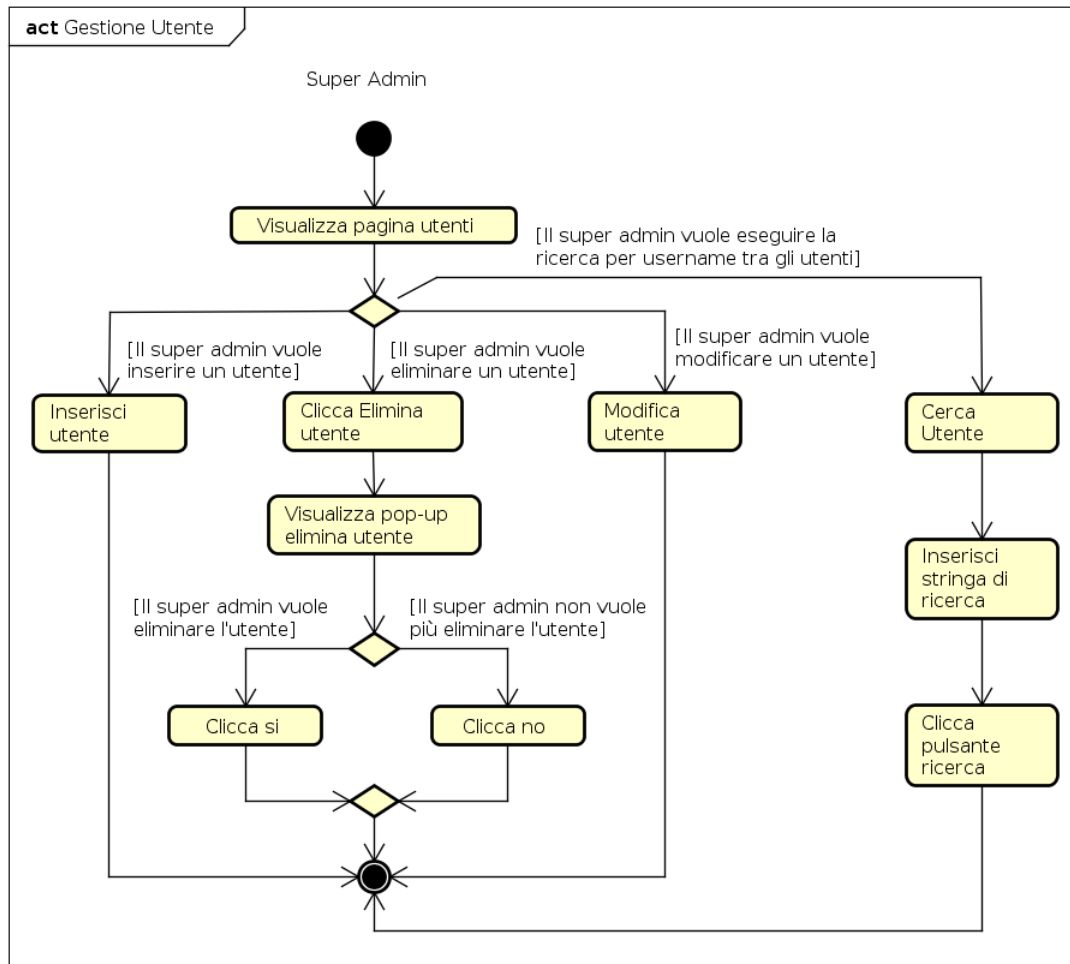 act Gestione Utente
Super Admin
Visualizza pagina utenti
[Il super admin vuole eseguire la
ricerca per username tra gli utenti]
[Il super admin vuole
inserire un utente]
[Il super admin vuole
eliminare un utente]
[Il super admin vuole
modificare un utente]
Inserisci
utente
Clicca Elimina
utente
Modifica
utente
Cerca
Utente
Visualizza pop-up
elimina utente
Inserisci
stringa di
ricerca
[Il super admin vuole
eliminare l'utente]
[Il super admin non vuole
più eliminare l'utente]
Clicca si
Clicca no
Clicca
pulsante
ricerca